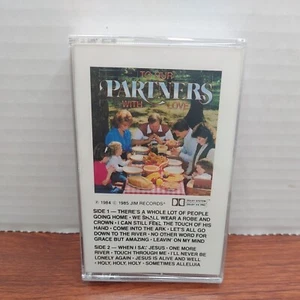 TO OUR
PARTNERS
WITH LOVE
℗ 1984 © 1985 JIM RECORDS®
SIDE 1 — THERE'S A WHOLE LOT OF PEOPLE
GOING HOME · WE SHALL WEAR A ROBE AND
CROWN · I CAN STILL FEEL THE TOUCH OF HIS
HAND · COME INTO THE ARK · LET'S ALL GO
DOWN TO THE RIVER · NO OTHER WORD FOR
GRACE BUT AMAZING · LEAVIN' ON MY MIND
SIDE 2 — WHEN I SAW JESUS · ONE MORE
RIVER · TOUCH THROUGH ME · I'LL NEVER BE
LONELY AGAIN · JESUS IS ALIVE AND WELL
· HOLY, HOLY, HOLY · SOMETIMES ALLELUIA